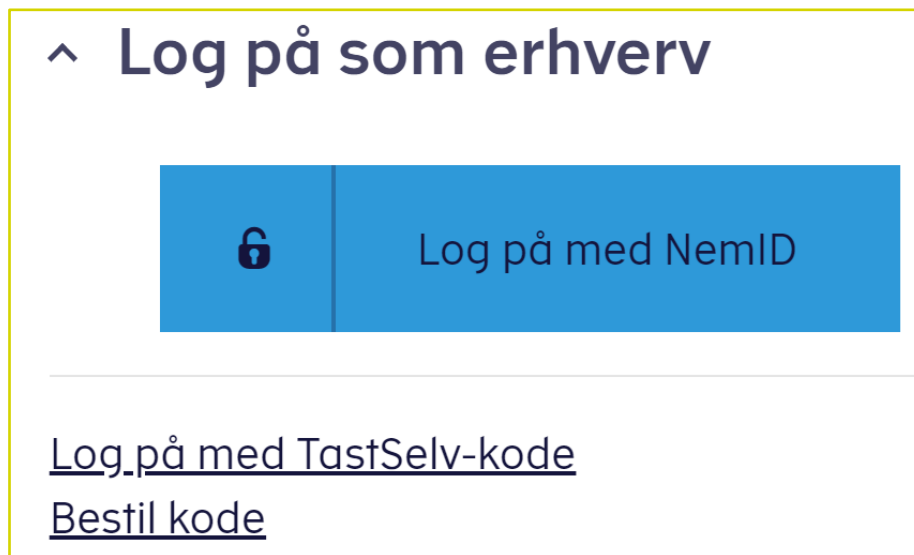 Log på som erhverv
Log på med NemID
Log på med TastSelv-kode
Bestil kode